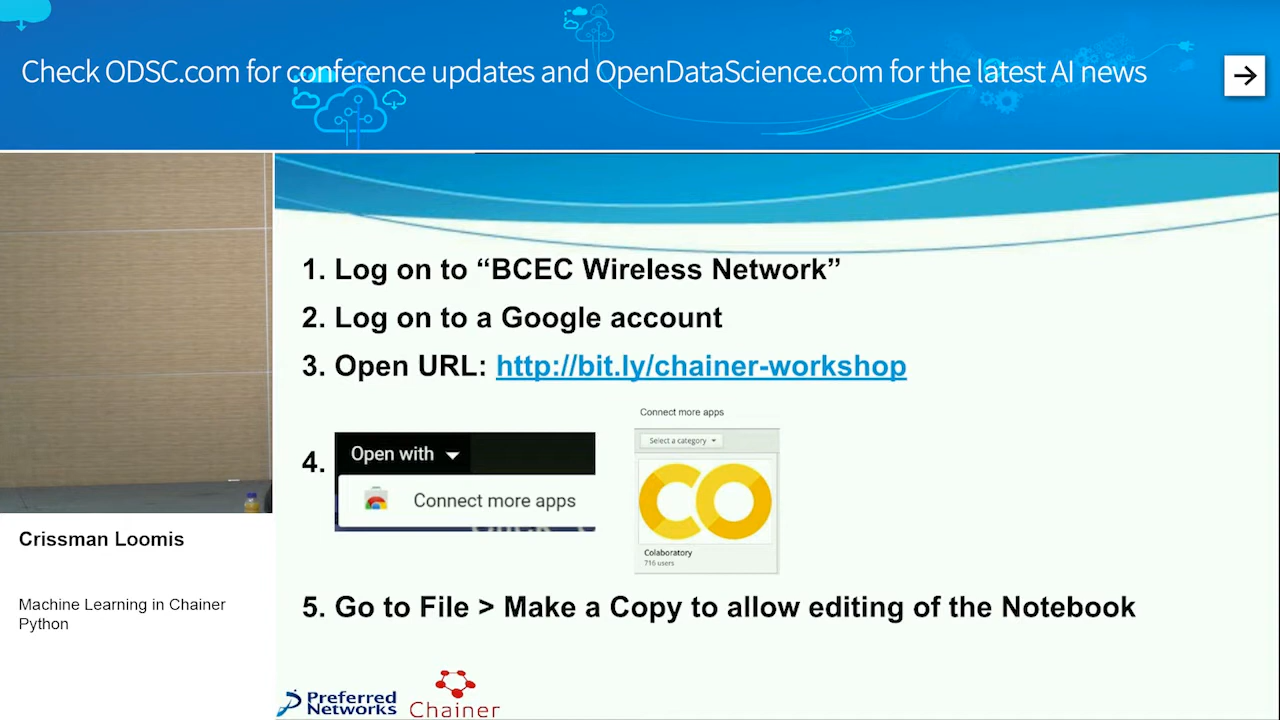 Check ODSC.com for conference updates and OpenDataScience.com for the latest AI news
1. Log on to “BCEC Wireless Network”
2. Log on to a Google account
3. Open URL: http://bit.ly/chainer-workshop
Connect more apps
Select a category
4.
Open with
Connect more apps
Colaboratory
716 users
5. Go to File > Make a Copy to allow editing of the Notebook
Crissman Loomis
Machine Learning in Chainer
Python
Preferred
Networks
Chainer